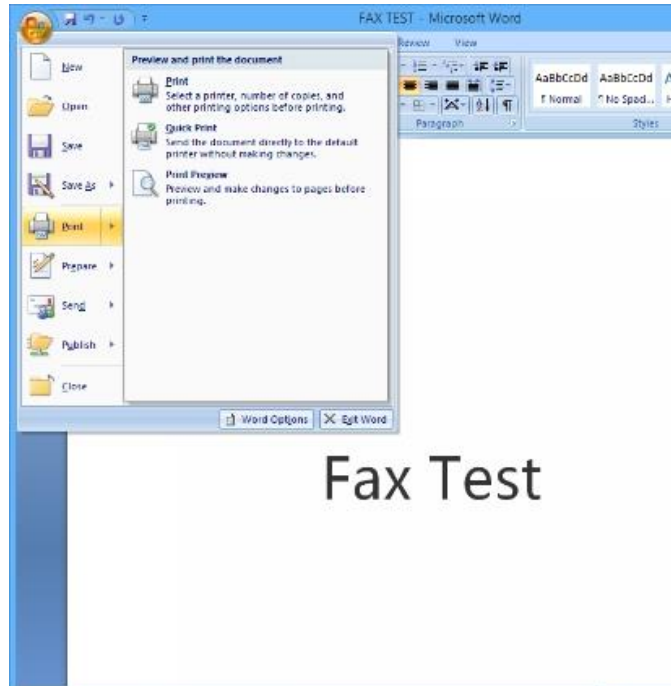 FAX TEST - Microsoft Word
Review View
New
Open
Save
Save As
Print
Prepare
Send
Publish
Close
Preview and print the document
Print
Select a printer, number of copies, and
other printing options before printing.
Quick Print
Send the document directly to the default
printer without making changes.
Print Preview
Preview and make changes to pages before
printing.
Word Options
Exit Word
Paragraph
AaBbCcDd AaBbCcDd
¶ Normal ¶ No Spaci...
Styles
Fax Test